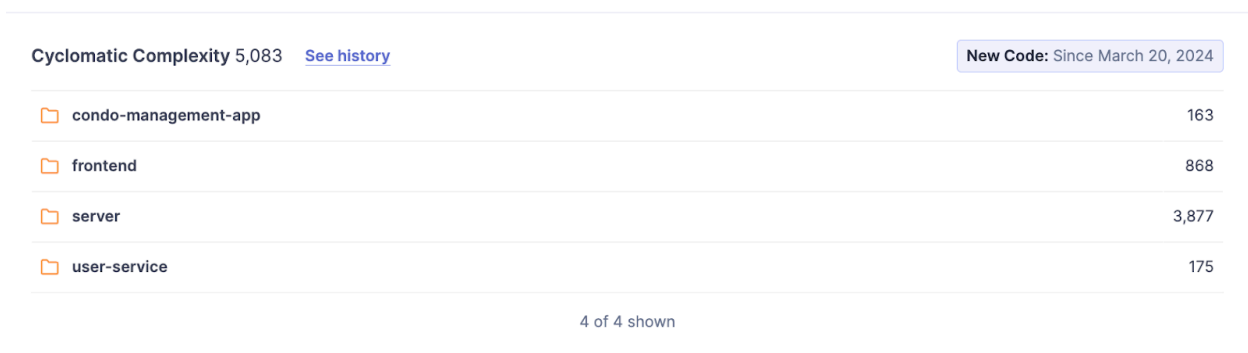 Cyclomatic Complexity 5,083 See history New Code: Since March 20, 2024
condo-management-app 163
frontend 868
server 3,877
user-service 175
4 of 4 shown